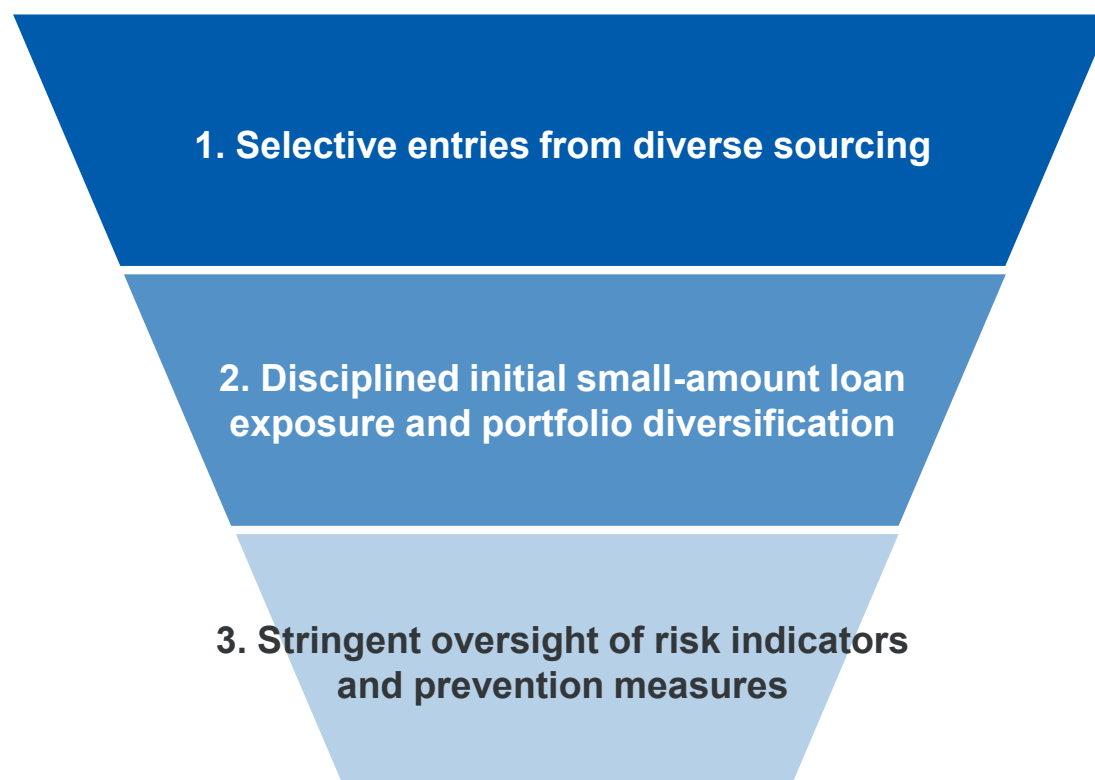 1. Selective entries from diverse sourcing
2. Disciplined initial small-amount loan
exposure and portfolio diversification
3. Stringent oversight of risk indicators
and prevention measures